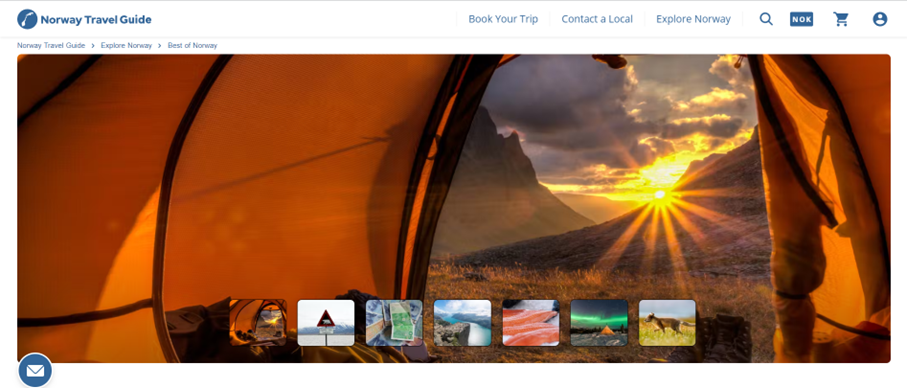 Norway Travel Guide
Book Your Trip
Contact a Local
Explore Norway
NOK
Norway Travel Guide > Explore Norway > Best of Norway